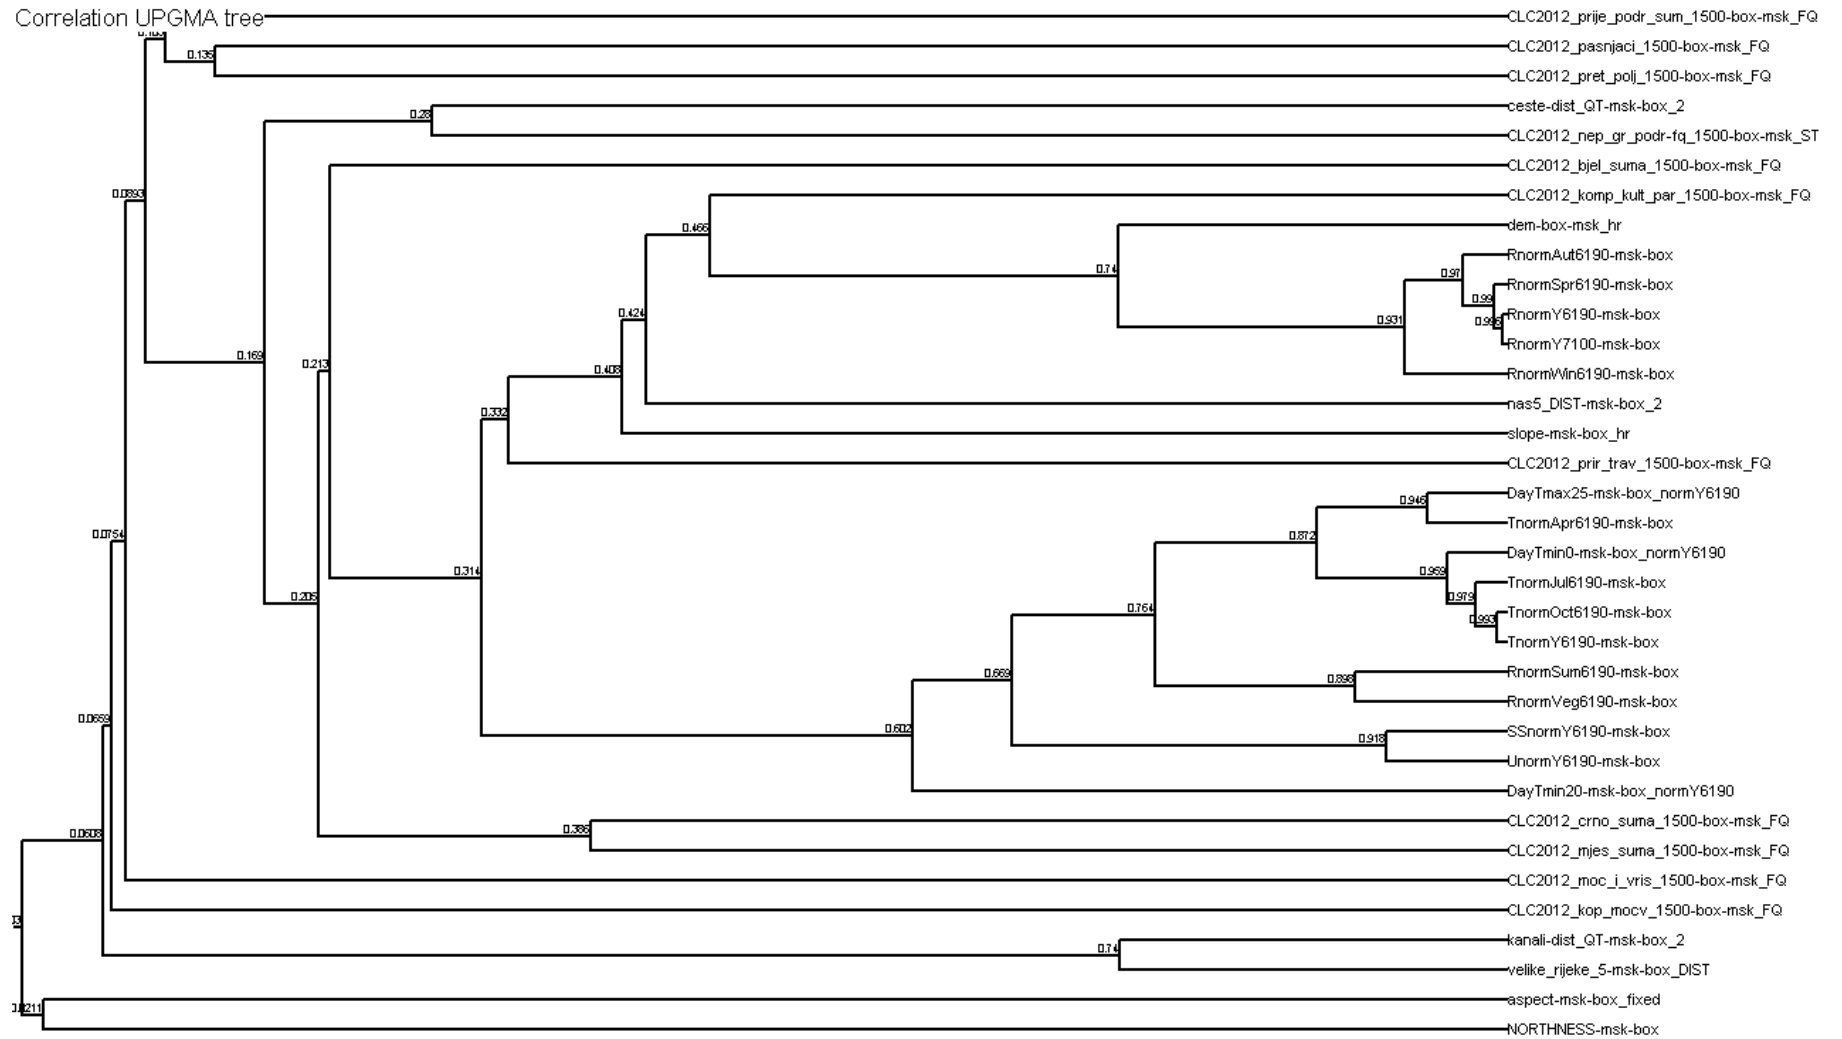 Correlation UPGMA tree
CLC2012_prije_podr_sum_1500-box-msk_FQ
CLC2012_pasnjaci_1500-box-msk_FQ
0.135
CLC2012_pret_polj_1500-box-msk_FQ
ceste-dist_QT-msk-box_2
0.28
CLC2012_nep_gr_podr-fq_1500-box-msk_ST
CLC2012_bjel_suma_1500-box-msk_FQ
0.0893
CLC2012_komp_kult_par_1500-box-msk_FQ
0.466
dem-box-msk_hr
RnormAut6190-msk-box
0.74
0.97
RnormSpr6190-msk-box
0.99
RnormY6190-msk-box
0.424
0.931
RnormY7100-msk-box
0.169
0.213
0.408
RnormWin6190-msk-box
nas5_DIST-msk-box_2
0.332
slope-msk-box_hr
CLC2012_prir_trav_1500-box-msk_FQ
DayTmax25-msk-box_normY6190
0.946
TnormApr6190-msk-box
0.0754
0.872
DayTmin0-msk-box_normY6190
0.314
0.959
TnormJul6190-msk-box
0.205
0.979
0.764
TnormOct6190-msk-box
0.993
TnormY6190-msk-box
0.669
RnormSum6190-msk-box
0.898
RnormVeg6190-msk-box
0.0659
0.602
SSnormY6190-msk-box
0.918
UnormY6190-msk-box
DayTmin20-msk-box_normY6190
0.0608
0.386
CLC2012_crno_suma_1500-box-msk_FQ
CLC2012_mjes_suma_1500-box-msk_FQ
CLC2012_moc_i_vris_1500-box-msk_FQ
CLC2012_kop_mocv_1500-box-msk_FQ
kanali-dist_QT-msk-box_2
0.74
velike_rijeke_5-msk-box_DIST
aspect-msk-box_fixed
NORTHNESS-msk-box